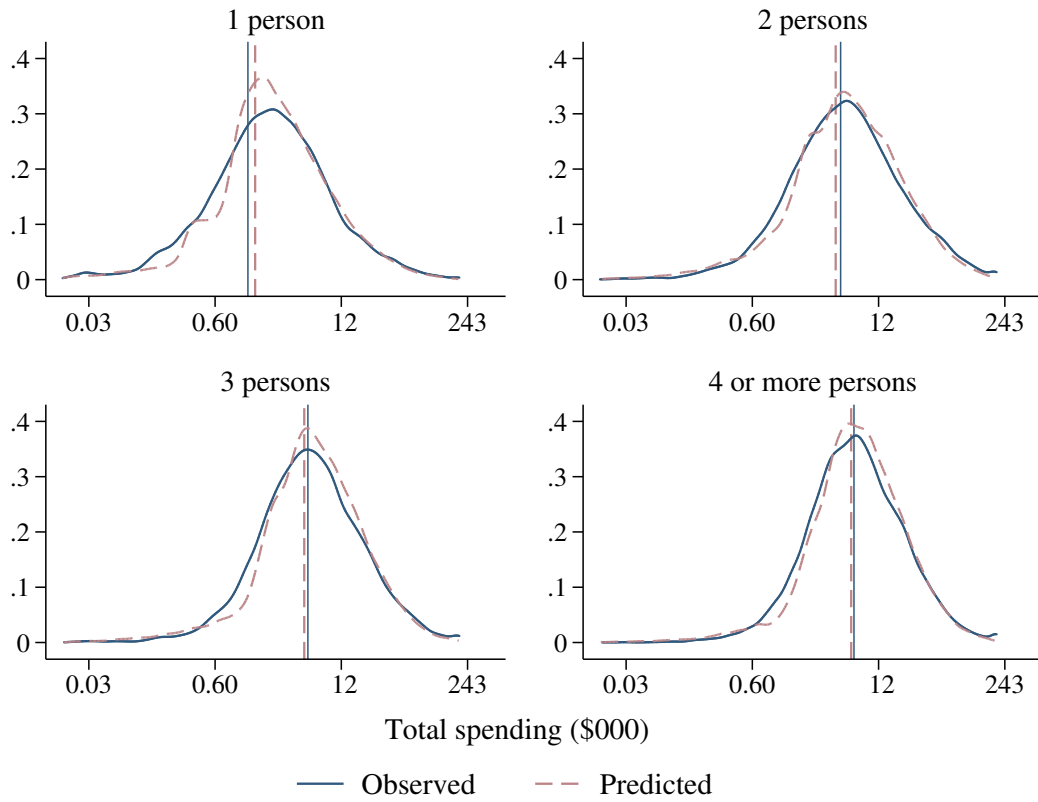 1 person 2 persons
.4 .4
.3 .3
.2 .2
.1 .1
0 0
0.03 0.60 12 243 0.03 0.60 12 243
3 persons 4 or more persons
.4 .4
.3 .3
.2 .2
.1 .1
0 0
0.03 0.60 12 243 0.03 0.60 12 243
Total spending ($000)
Observed Predicted